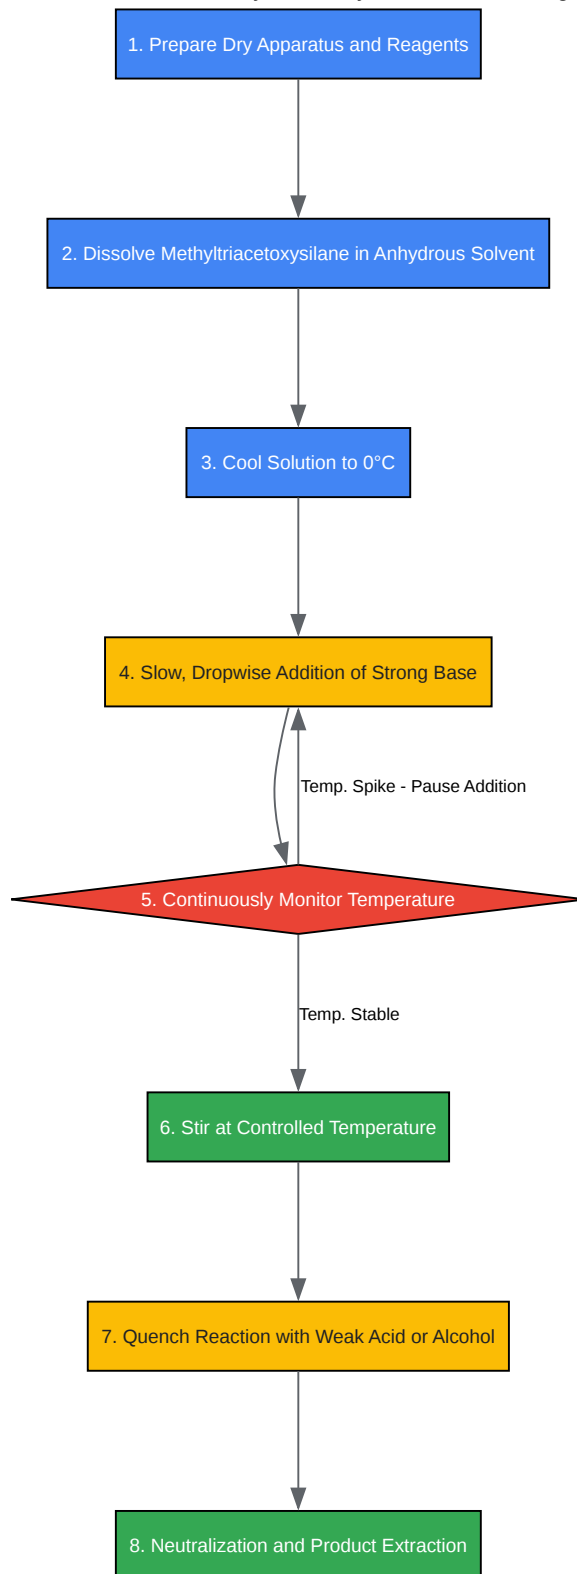 1. Prepare Dry Apparatus and Reagents
2. Dissolve Methyltriacetoxysilane in Anhydrous Solvent
3. Cool Solution to 0°C
4. Slow, Dropwise Addition of Strong Base
Temp. Spike - Pause Addition
5. Continuously Monitor Temperature
Temp. Stable
6. Stir at Controlled Temperature
7. Quench Reaction with Weak Acid or Alcohol
8. Neutralization and Product Extraction